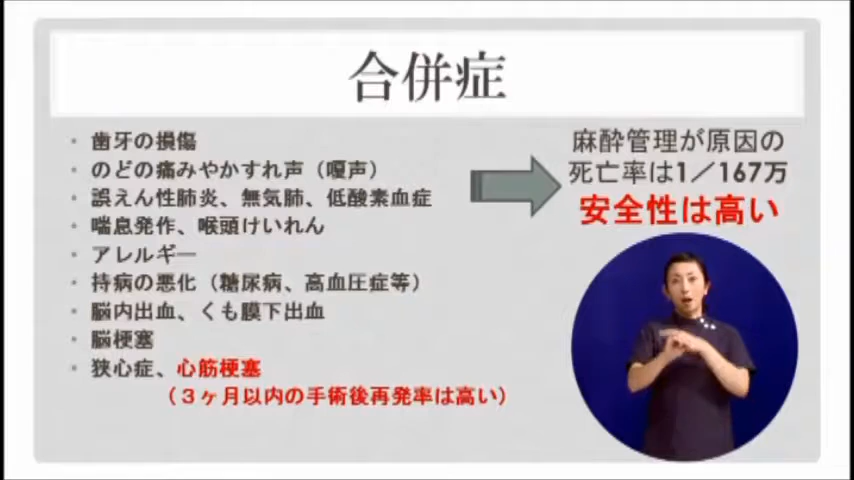 合併症
・ 歯牙の損傷
・ のどの痛みやかすれ声（嗄声）
・ 誤えん性肺炎、無気肺、低酸素血症
・ 喘息発作、喉頭けいれん
・ アレルギー
・ 持病の悪化（糖尿病、高血圧症等）
・ 脳内出血、くも膜下出血
・ 脳梗塞
・ 狭心症、心筋梗塞
（３ヶ月以内の手術後再発率は高い）
麻酔管理が原因の
死亡率は1／167万
安全性は高い